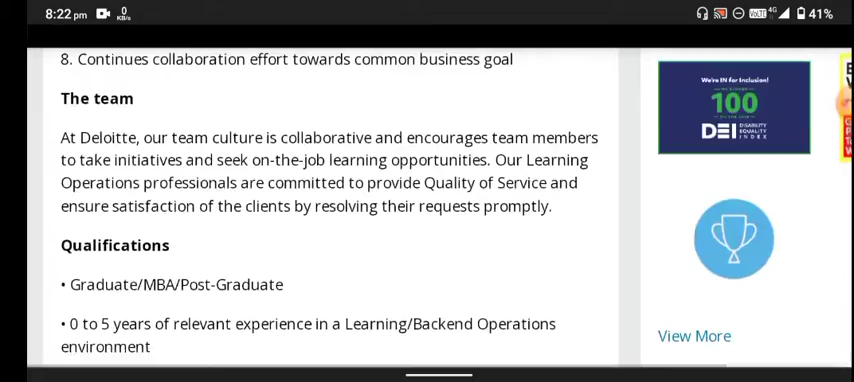 8:22 pm 0 KB/s VoLTE 4G 41%
8. Continues collaboration effort towards common business goal
The team
At Deloitte, our team culture is collaborative and encourages team members
to take initiatives and seek on-the-job learning opportunities. Our Learning
Operations professionals are committed to provide Quality of Service and
ensure satisfaction of the clients by resolving their requests promptly.
Qualifications
• Graduate/MBA/Post-Graduate
• 0 to 5 years of relevant experience in a Learning/Backend Operations
environment
We're IN for Inclusion!
100
DEI DISABILITY
EQUALITY
INDEX
View More